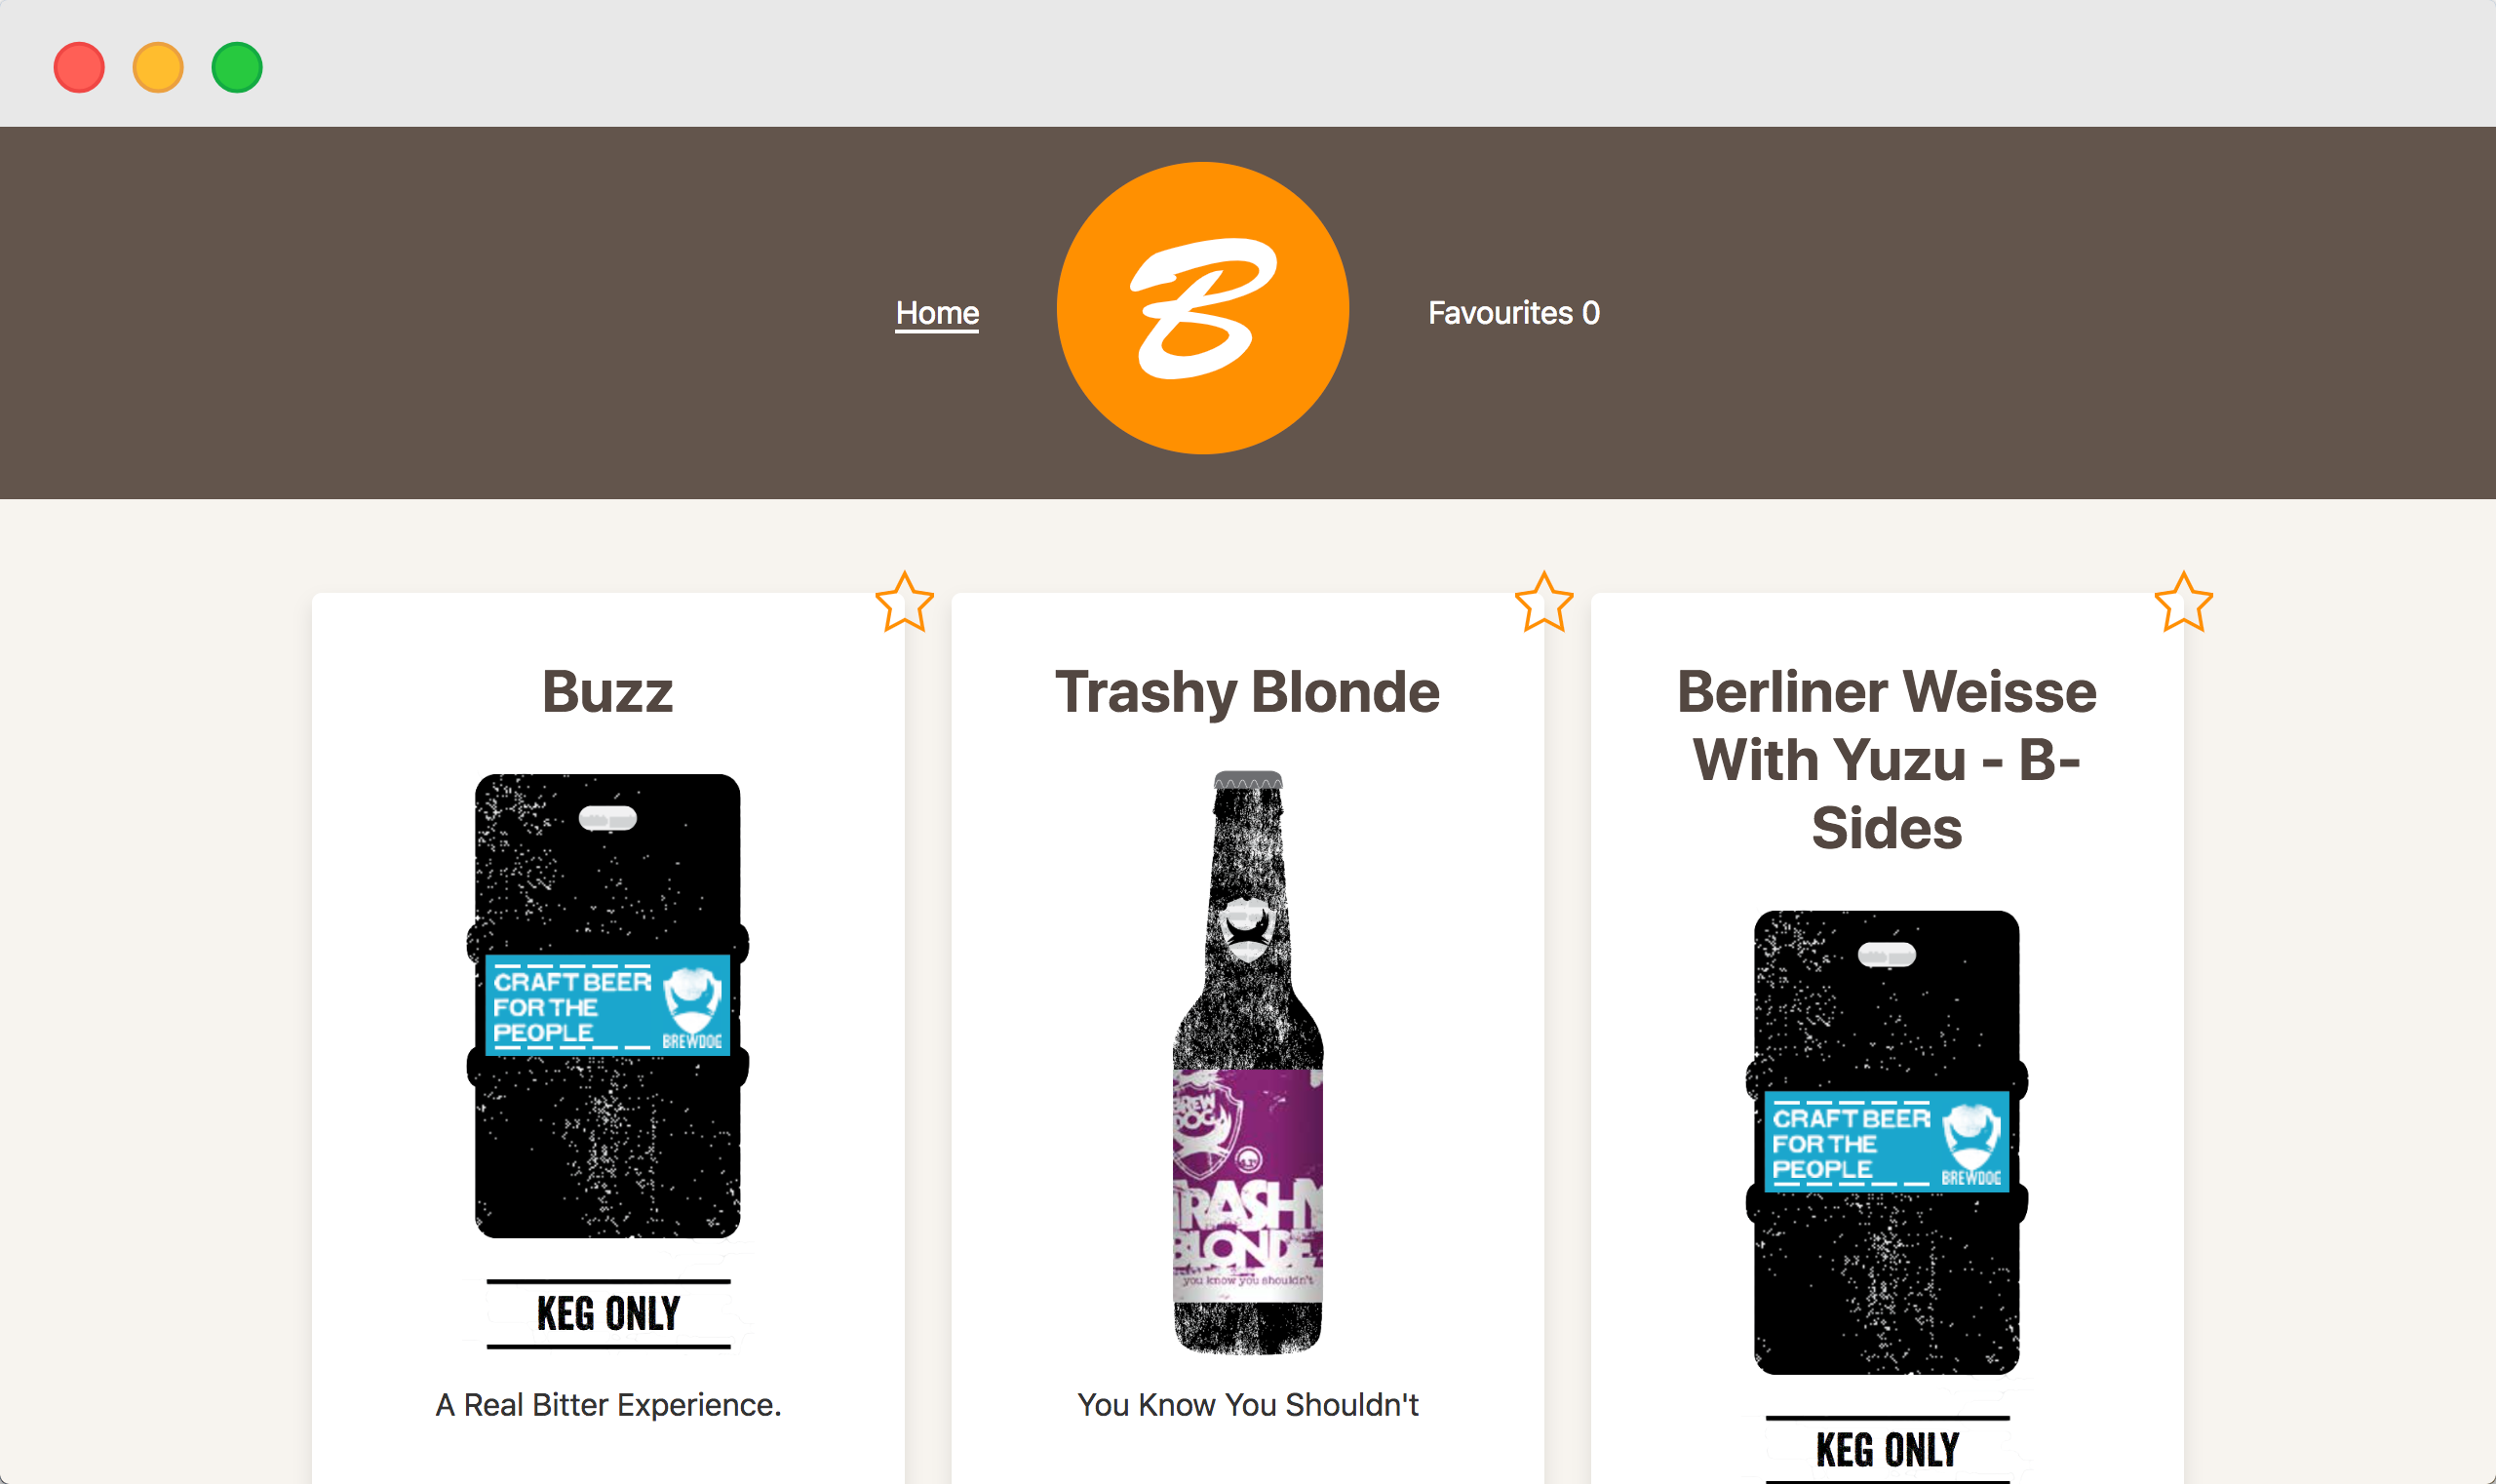 Home
B
Favourites 0
Buzz
CRAFT BEER
FOR THE
PEOPLE
BREWDOG
KEG ONLY
A Real Bitter Experience.
Trashy Blonde
BREW
DOG
TRASHY
BLONDE
you know you shouldn't
You Know You Shouldn't
Berliner Weisse
With Yuzu - B-
Sides
CRAFT BEER
FOR THE
PEOPLE
BREWDOG
KEG ONLY